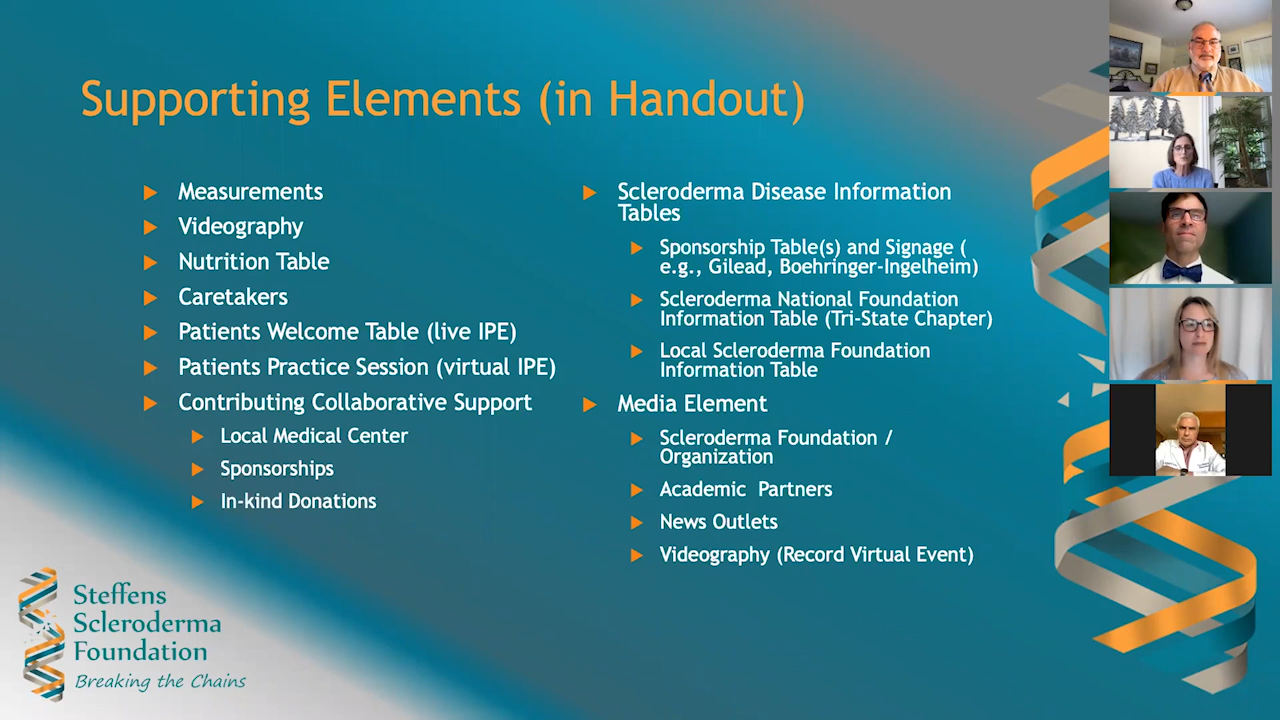 Supporting Elements (in Handout)
Measurements
Videography
Nutrition Table
Caretakers
Patients Welcome Table (live IPE)
Patients Practice Session (virtual IPE)
Contributing Collaborative Support
Local Medical Center
Sponsorships
In-kind Donations
Scleroderma Disease Information
Tables
Sponsorship Table(s) and Signage (
e.g., Gilead, Boehringer-Ingelheim)
Scleroderma National Foundation
Information Table (Tri-State Chapter)
Local Scleroderma Foundation
Information Table
Media Element
Scleroderma Foundation /
Organization
Academic Partners
News Outlets
Videography (Record Virtual Event)
Steffens
Scleroderma
Foundation
Breaking the Chains